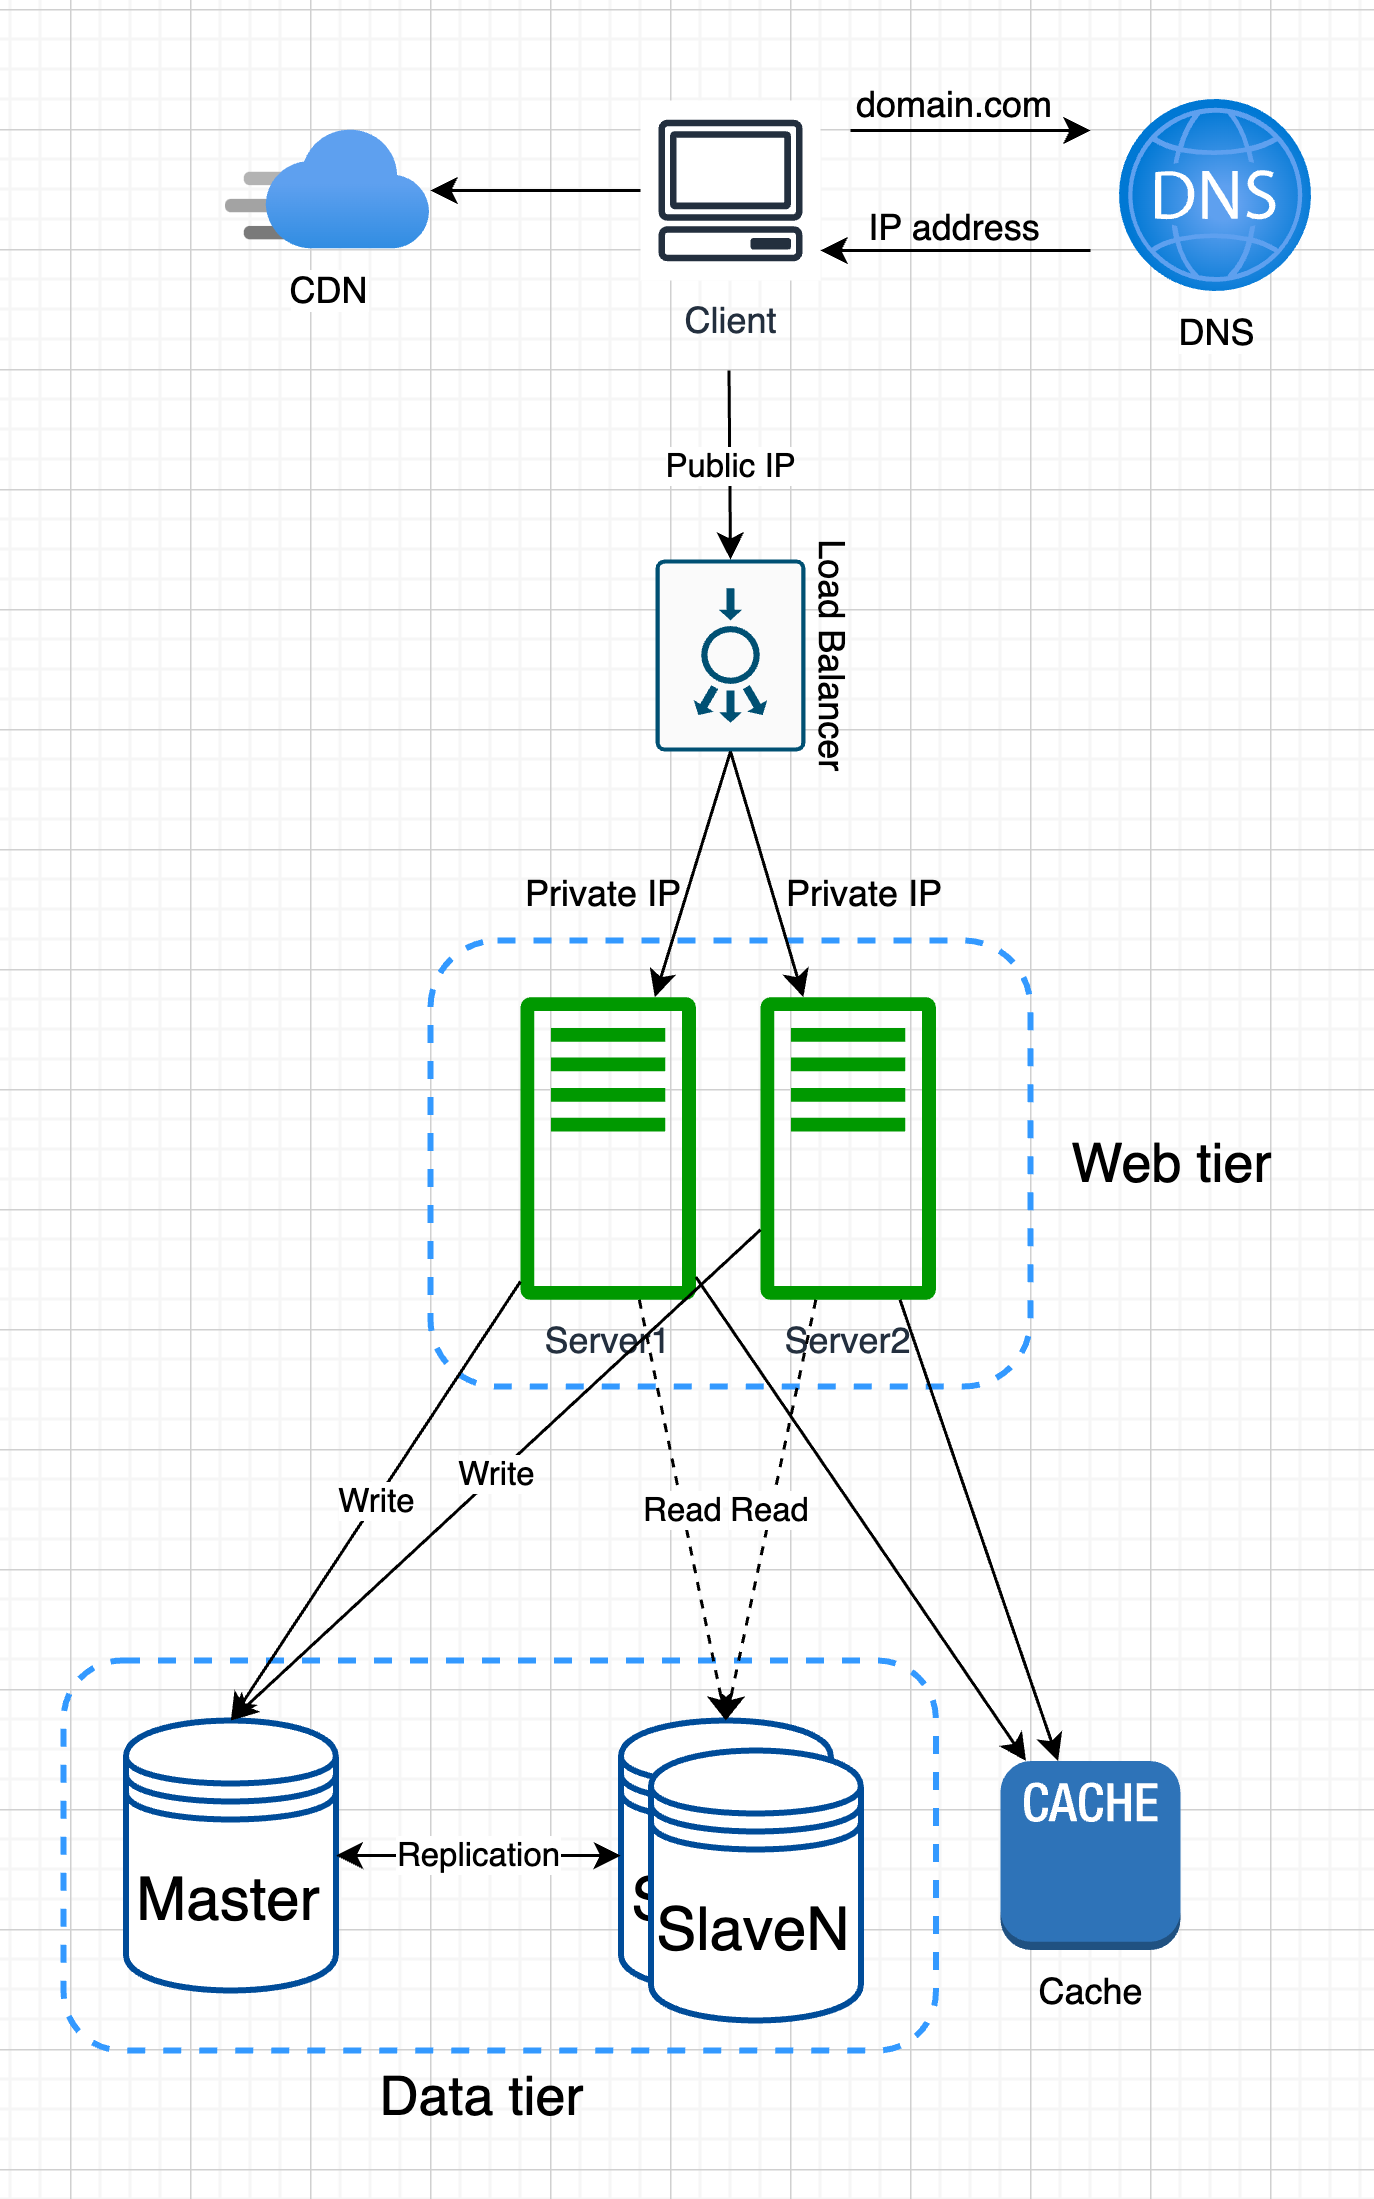 domain.com
DNS
IP address
CDN
Client
DNS
Public IP
Load Balancer
Private IP
Private IP
Web tier
Server1
Server2
Write
Write
Read
Read
CACHE
Replication
Master
SlaveN
Cache
Data tier